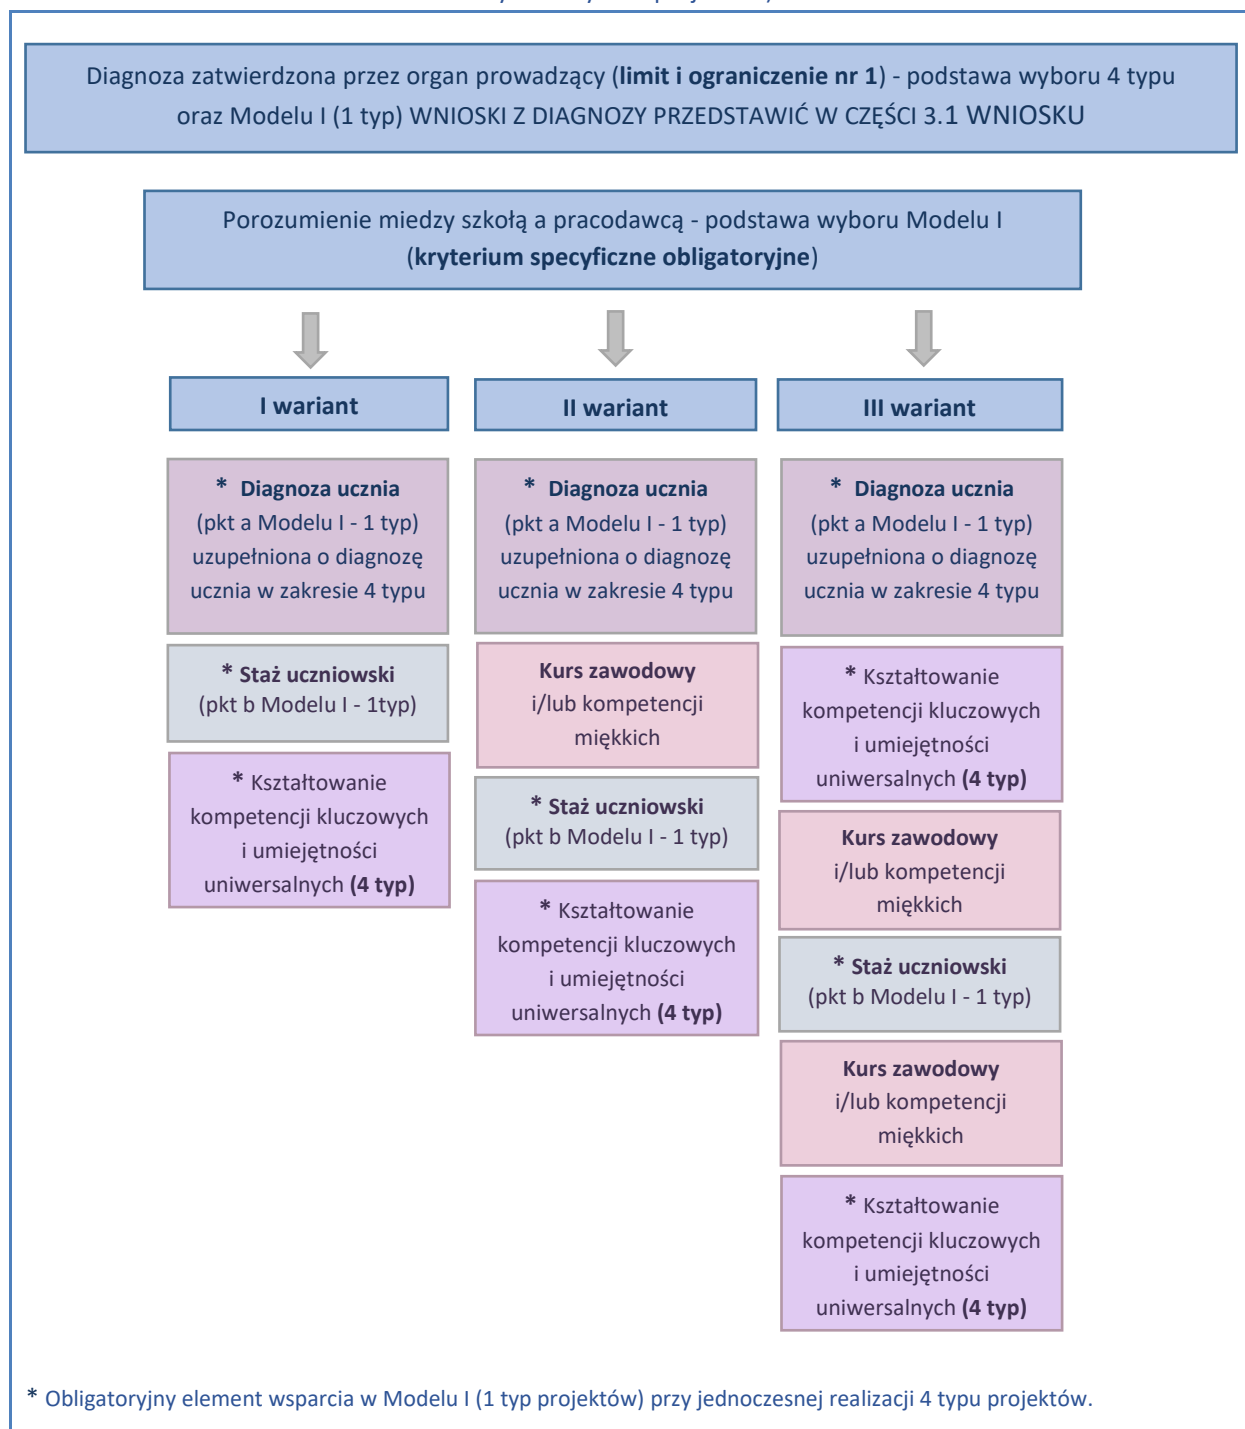 Diagnoza zatwierdzona przez organ prowadzący (limit i ograniczenie nr 1) - podstawa wyboru 4 typu
oraz Modelu I (1 typ) WNIOSKI Z DIAGNOZY PRZEDSTAWIĆ W CZĘŚCI 3.1 WNIOSKU
Porozumienie miedzy szkołą a pracodawcą - podstawa wyboru Modelu I
(kryterium specyficzne obligatoryjne)
I wariant
II wariant
III wariant
* Diagnoza ucznia
(pkt a Modelu I - 1 typ)
uzupełniona o diagnozę
ucznia w zakresie 4 typu
* Staż uczniowski
(pkt b Modelu I - 1typ)
* Kształtowanie
kompetencji kluczowych
i umiejętności
uniwersalnych (4 typ)
* Diagnoza ucznia
(pkt a Modelu I - 1 typ)
uzupełniona o diagnozę
ucznia w zakresie 4 typu
Kurs zawodowy
i/lub kompetencji
miękkich
* Staż uczniowski
(pkt b Modelu I - 1 typ)
* Kształtowanie
kompetencji kluczowych
i umiejętności
uniwersalnych (4 typ)
* Diagnoza ucznia
(pkt a Modelu I - 1 typ)
uzupełniona o diagnozę
ucznia w zakresie 4 typu
* Kształtowanie
kompetencji kluczowych
i umiejętności
uniwersalnych (4 typ)
Kurs zawodowy
i/lub kompetencji
miękkich
* Staż uczniowski
(pkt b Modelu I - 1 typ)
Kurs zawodowy
i/lub kompetencji
miękkich
* Kształtowanie
kompetencji kluczowych
i umiejętności
uniwersalnych (4 typ)
* Obligatoryjny element wsparcia w Modelu I (1 typ projektów) przy jednoczesnej realizacji 4 typu projektów.